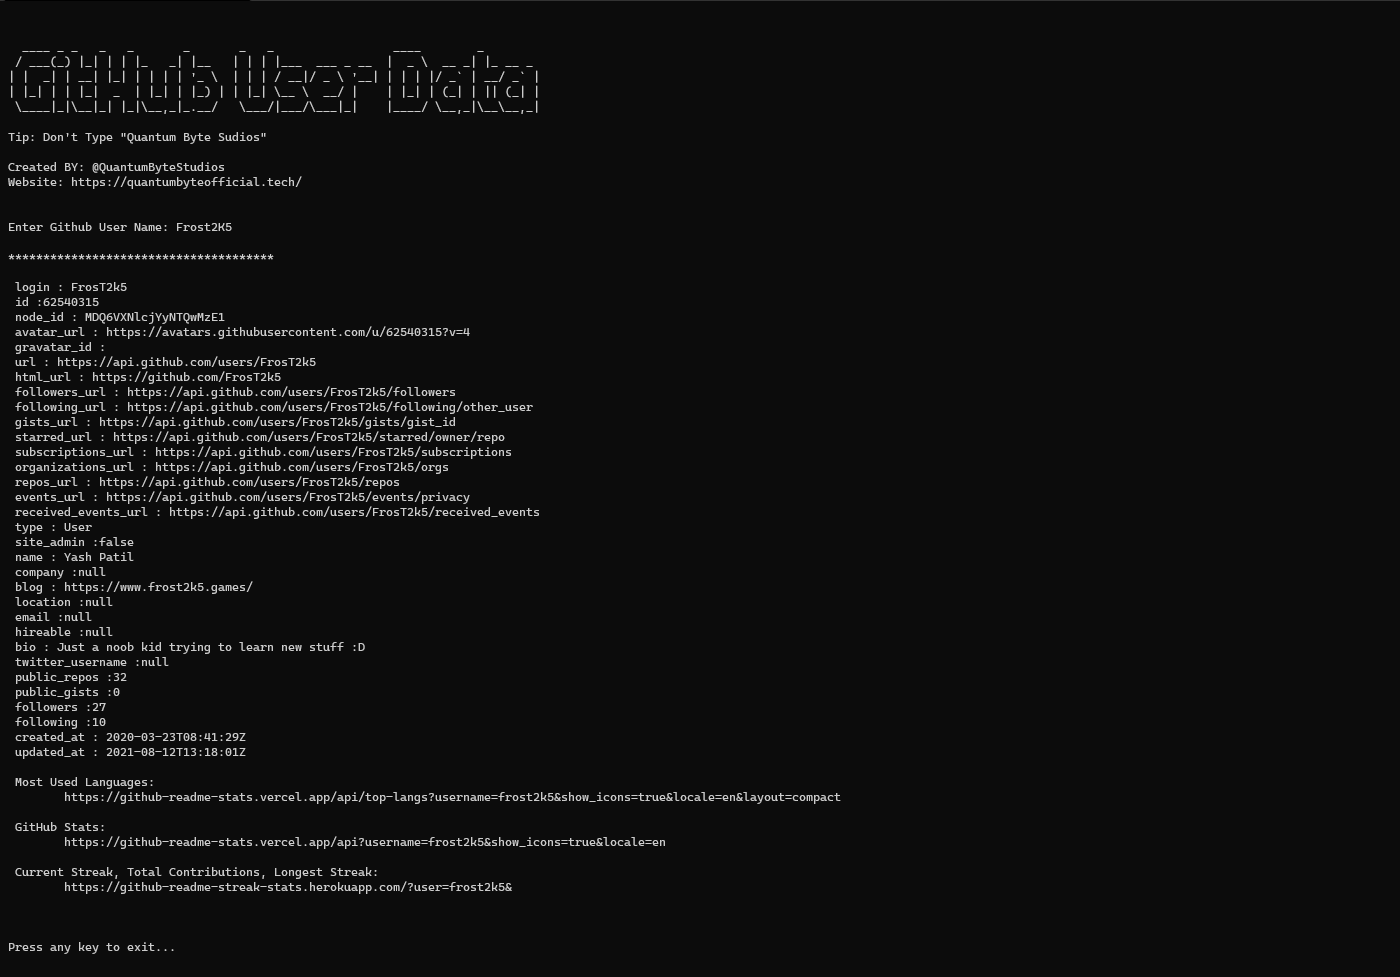 GitHub User Data
Tip: Don't Type "Quantum Byte Sudios"
Created BY: @QuantumByteStudios
Website: https://quantumbyteofficial.tech/
Enter Github User Name: Frost2K5
**************************************
login : FrosT2k5
id :62540315
node_id : MDQ6VXNlcjYyNTQwMzE1
avatar_url : https://avatars.githubusercontent.com/u/62540315?v=4
gravatar_id :
url : https://api.github.com/users/FrosT2k5
html_url : https://github.com/FrosT2k5
followers_url : https://api.github.com/users/FrosT2k5/followers
following_url : https://api.github.com/users/FrosT2k5/following/other_user
gists_url : https://api.github.com/users/FrosT2k5/gists/gist_id
starred_url : https://api.github.com/users/FrosT2k5/starred/owner/repo
subscriptions_url : https://api.github.com/users/FrosT2k5/subscriptions
organizations_url : https://api.github.com/users/FrosT2k5/orgs
repos_url : https://api.github.com/users/FrosT2k5/repos
events_url : https://api.github.com/users/FrosT2k5/events/privacy
received_events_url : https://api.github.com/users/FrosT2k5/received_events
type : User
site_admin :false
name : Yash Patil
company :null
blog : https://www.frost2k5.games/
location :null
email :null
hireable :null
bio : Just a noob kid trying to learn new stuff :D
twitter_username :null
public_repos :32
public_gists :0
followers :27
following :10
created_at : 2020-03-23T08:41:29Z
updated_at : 2021-08-12T13:18:01Z
Most Used Languages:
https://github-readme-stats.vercel.app/api/top-langs?username=frost2k5&show_icons=true&locale=en&layout=compact
GitHub Stats:
https://github-readme-stats.vercel.app/api?username=frost2k5&show_icons=true&locale=en
Current Streak, Total Contributions, Longest Streak:
https://github-readme-streak-stats.herokuapp.com/?user=frost2k5&
Press any key to exit...